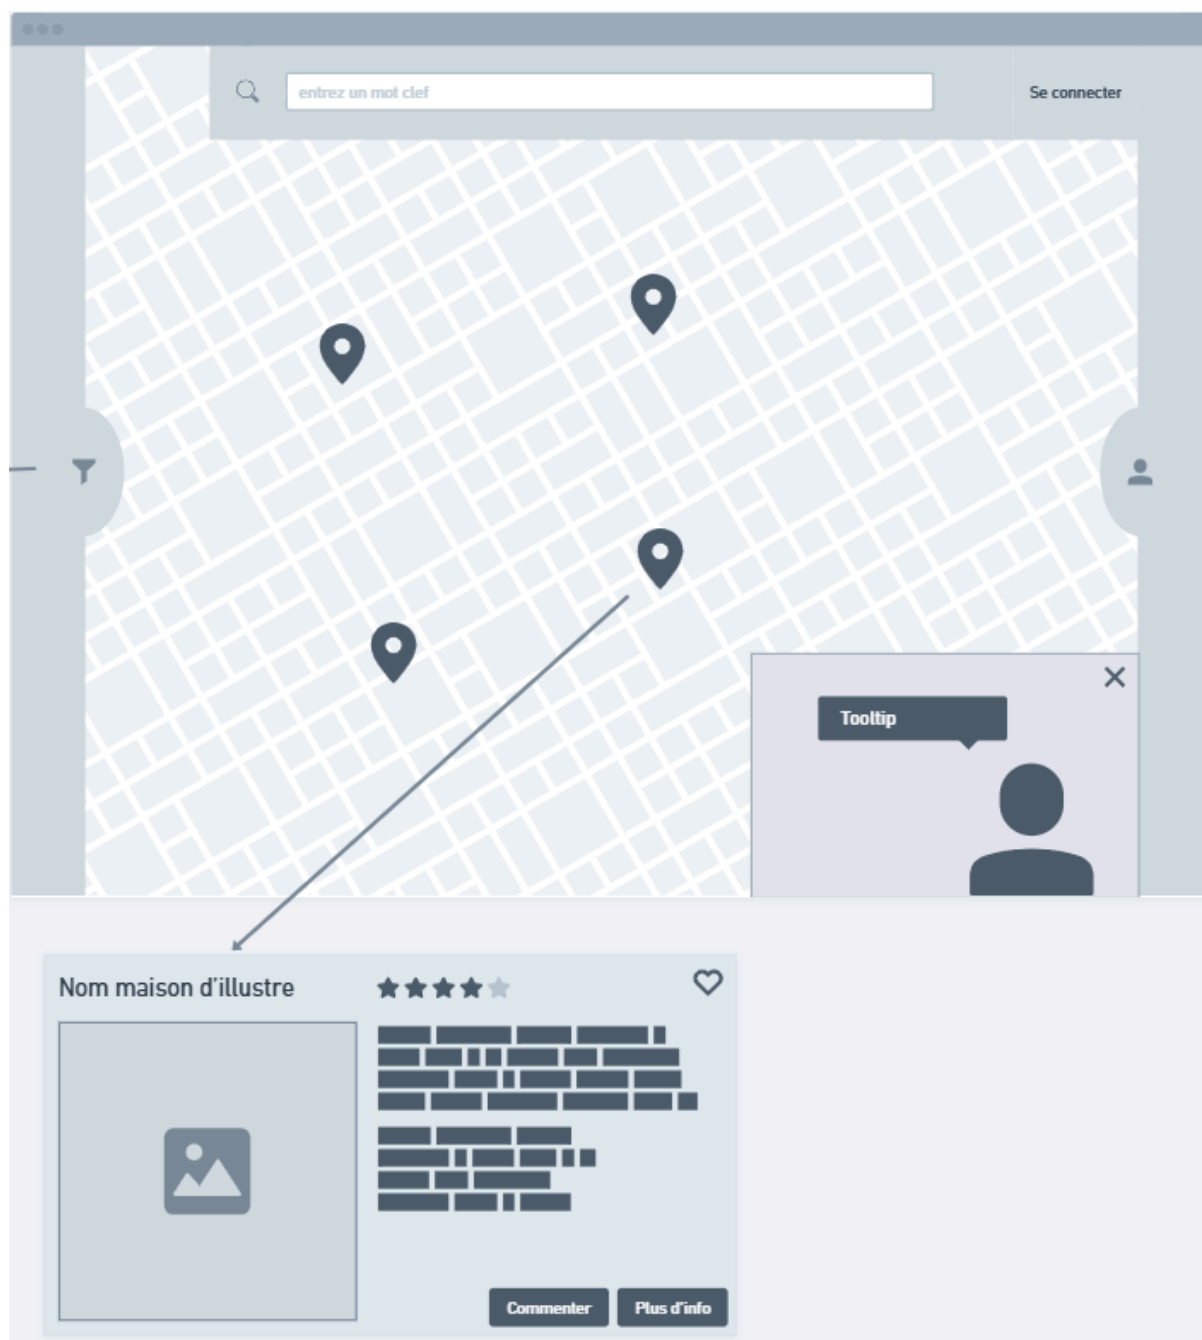 entrez un mot clef
Se connecter
Tooltip
Nom maison d'illustre
Commenter
Plus d'info